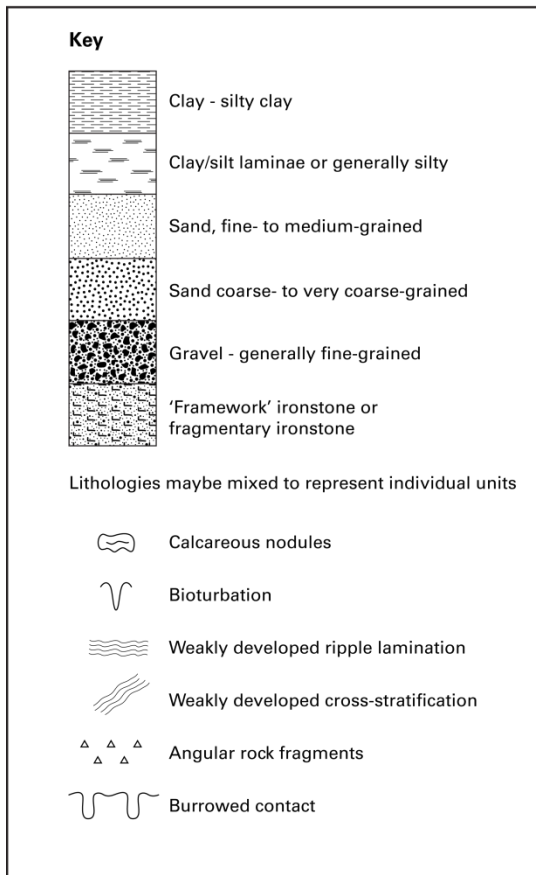 Key
Clay - silty clay
Clay/silt laminae or generally silty
Sand, fine- to medium-grained
Sand coarse- to very coarse-grained
Gravel - generally fine-grained
‘Framework’ ironstone or
fragmentary ironstone
Lithologies maybe mixed to represent individual units
Calcareous nodules
Bioturbation
Weakly developed ripple lamination
Weakly developed cross-stratification
Angular rock fragments
Burrowed contact